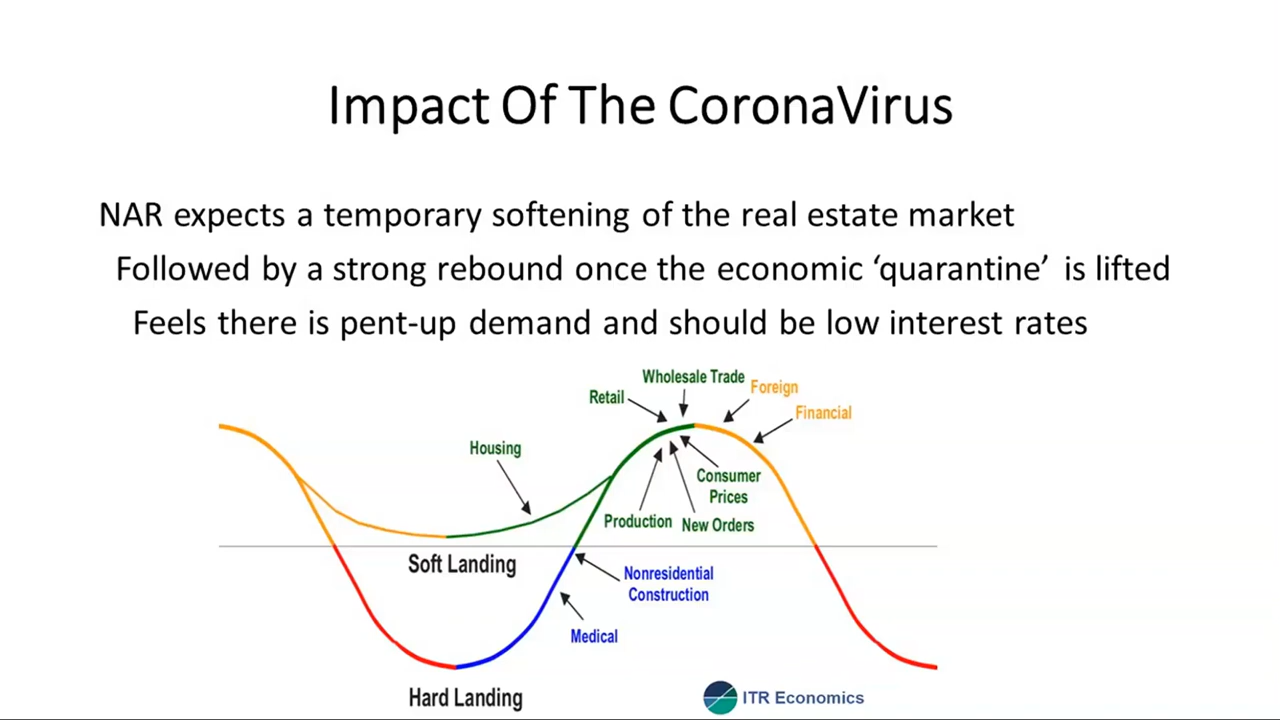 Impact Of The CoronaVirus
NAR expects a temporary softening of the real estate market
Followed by a strong rebound once the economic ‘quarantine’ is lifted
Feels there is pent-up demand and should be low interest rates
Wholesale Trade
Foreign
Retail
Financial
Housing
Consumer
Prices
Production
New Orders
Soft Landing
Nonresidential
Construction
Medical
Hard Landing
ITR Economics